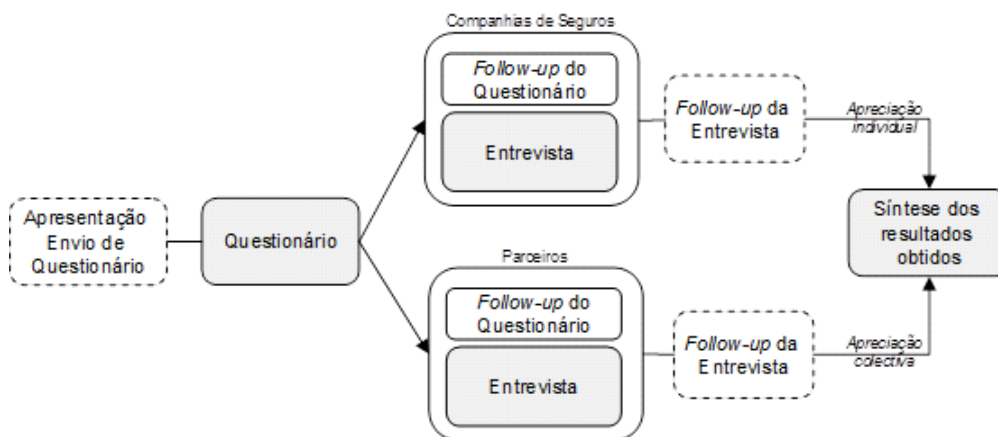 Companhias de Seguros
Follow-up do
Questionário
Entrevista
Follow-up da
Entrevista
Apreciação
individual
Apresentação
Envio de
Questionário
Questionário
Síntese dos
resultados
obtidos
Parceiros
Follow-up do
Questionário
Entrevista
Follow-up da
Entrevista
Apreciação
colectiva